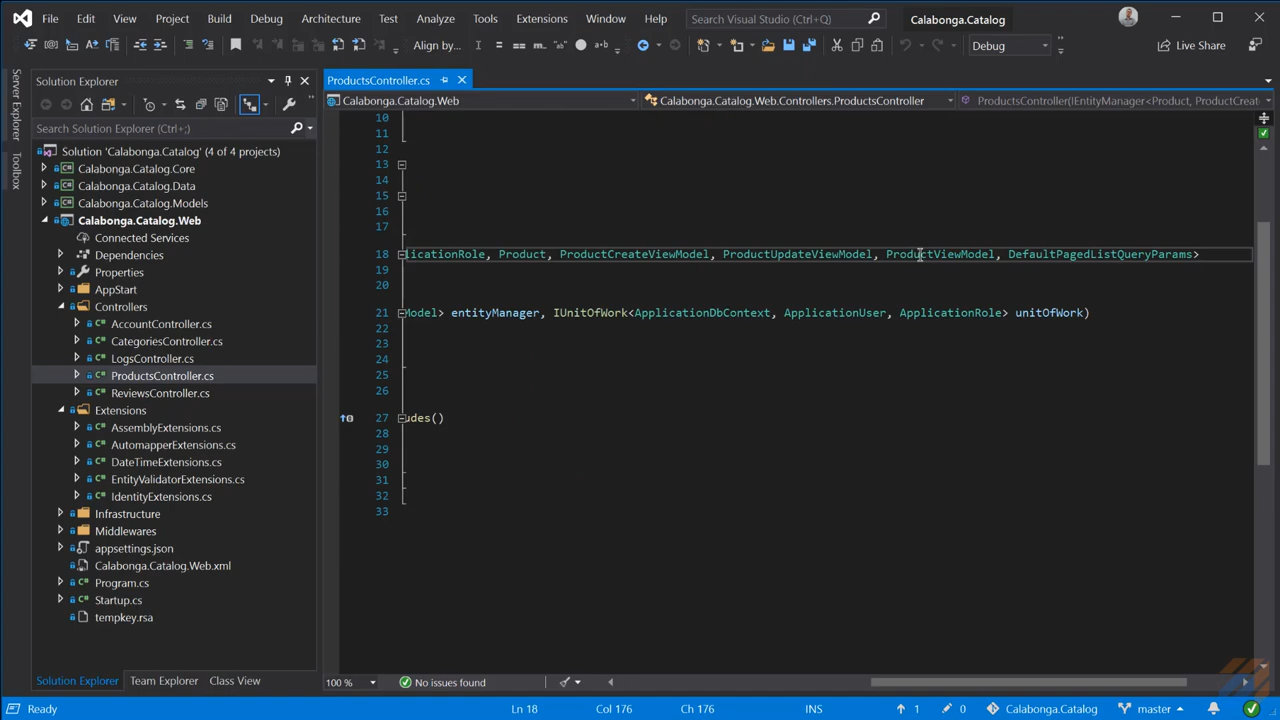 File Edit View Project Build Debug Architecture Test Analyze Tools Extensions Window Help Search Visual Studio (Ctrl+Q) Calabonga.Catalog
Align by... Debug Live Share
Server Explorer
Toolbox
Solution Explorer
Search Solution Explorer (Ctrl+;)
Solution 'Calabonga.Catalog' (4 of 4 projects)
Calabonga.Catalog.Core
Calabonga.Catalog.Data
Calabonga.Catalog.Models
Calabonga.Catalog.Web
Connected Services
Dependencies
Properties
AppStart
Controllers
AccountController.cs
CategoriesController.cs
LogsController.cs
ProductsController.cs
ReviewsController.cs
Extensions
AssemblyExtensions.cs
AutomapperExtensions.cs
DateTimeExtensions.cs
EntityValidatorExtensions.cs
IdentityExtensions.cs
Infrastructure
Middlewares
appsettings.json
Calabonga.Catalog.Web.xml
Program.cs
Startup.cs
tempkey.rsa
Solution Explorer Team Explorer Class View
ProductsController.cs
Calabonga.Catalog.Web Calabonga.Catalog.Web.Controllers.ProductsController ProductsController(IEntityManager<Product, ProductCreat
10
11
12
13
14
15
16
17
18 licationRole, Product, ProductCreateViewModel, ProductUpdateViewModel, ProductViewModel, DefaultPagedListQueryParams>
19
20
21 Model> entityManager, IUnitOfWork<ApplicationDbContext, ApplicationUser, ApplicationRole> unitOfWork)
22
23
24
25
26
27 udes()
28
29
30
31
32
33
100 % No issues found
Ready Ln 18 Col 176 Ch 176 INS 1 0 Calabonga.Catalog master